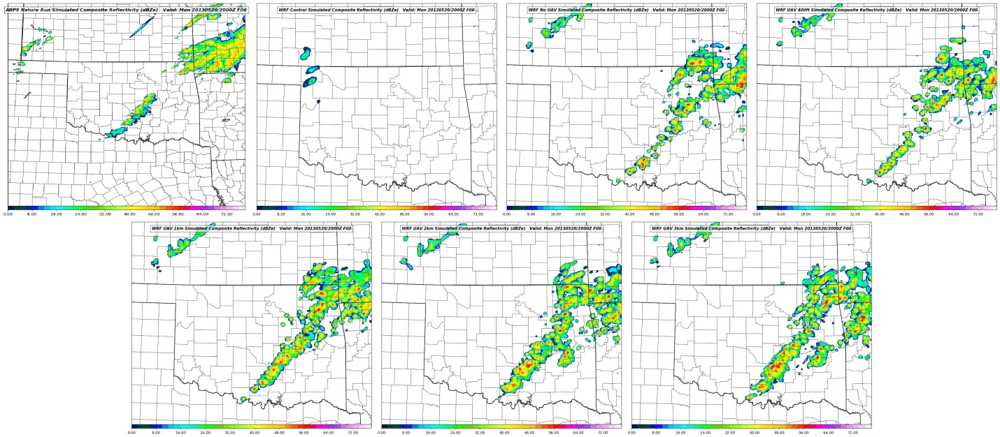 ARPS Nature Run Simulated Composite Reflectivity (dBZe) Valid: Mon 20130520/2000Z F00
0.00 8.00 16.00 24.00 32.00 40.00 48.00 56.00 64.00 72.00
WRF Control Simulated Composite Reflectivity (dBZe) Valid: Mon 20130520/2000Z F00
0.00 8.00 16.00 24.00 32.00 40.00 48.00 56.00 64.00 72.00
WRF No UAV Simulated Composite Reflectivity (dBZe) Valid: Mon 20130520/2000Z F00
0.00 8.00 16.00 24.00 32.00 40.00 48.00 56.00 64.00 72.00
WRF UAV 400ft Simulated Composite Reflectivity (dBZe) Valid: Mon 20130520/2000Z F00
0.00 8.00 16.00 24.00 32.00 40.00 48.00 56.00 64.00 72.00
WRF UAV 1km Simulated Composite Reflectivity (dBZe) Valid: Mon 20130520/2000Z F00
0.00 8.00 16.00 24.00 32.00 40.00 48.00 56.00 64.00 72.00
WRF UAV 2km Simulated Composite Reflectivity (dBZe) Valid: Mon 20130520/2000Z F00
0.00 8.00 16.00 24.00 32.00 40.00 48.00 56.00 64.00 72.00
WRF UAV 3km Simulated Composite Reflectivity (dBZe) Valid: Mon 20130520/2000Z F00
0.00 8.00 16.00 24.00 32.00 40.00 48.00 56.00 64.00 72.00